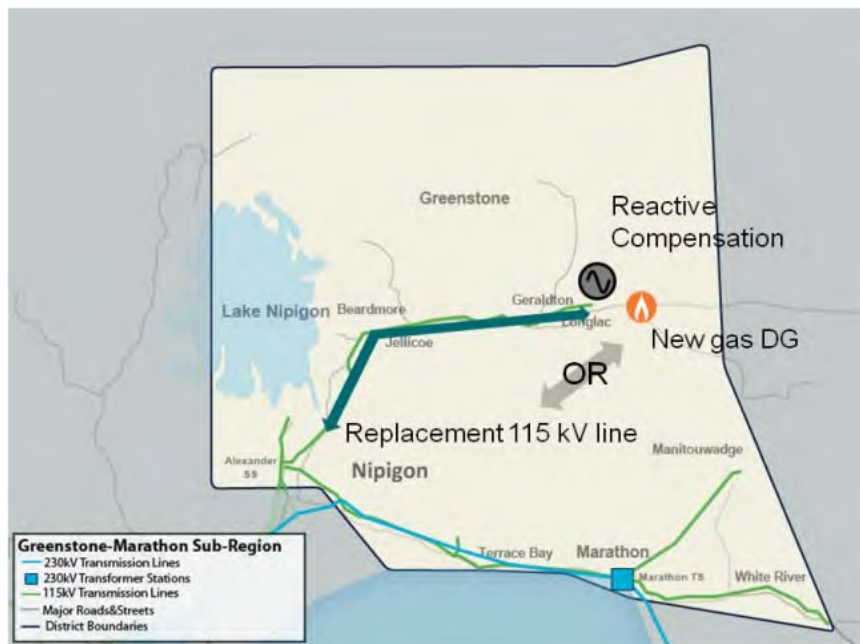 Reactive
Compensation
Greenstone
Lake Nipigon
Beardmore
Geraldton
Longlac
Jellicoe
New gas DG
OR
Replacement 115 kV line
Alexander
SS
Nipigon
Manitouwadge
Terrace Bay
Marathon
Marathon TS
White River
Greenstone-Marathon Sub-Region
230kV Transmission Lines
230kV Transformer Stations
115kV Transmission Lines
Major Roads&Streets
District Boundaries